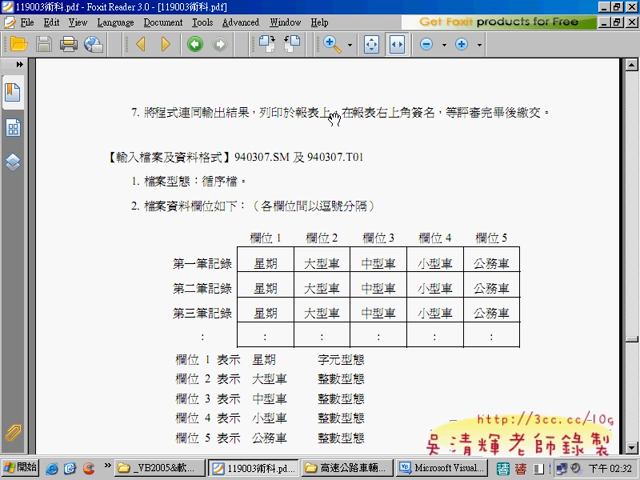 119003術科.pdf - Foxit Reader 3.0 - [119003術科.pdf]
File Edit View Language Document Tools Advanced Window Help
Get Foxit products for Free
7. 將程式連同輸出結果，列印於報表上，在報表右上角簽名，等評審完畢後繳交。
【輸入檔案及資料格式】940307.SM 及 940307.T01
1. 檔案型態：循序檔。
2. 檔案資料欄位如下：（各欄位間以逗號分隔）
欄位 1 欄位 2 欄位 3 欄位 4 欄位 5
第一筆記錄 星期 大型車 中型車 小型車 公務車
第二筆記錄 星期 大型車 中型車 小型車 公務車
第三筆記錄 星期 大型車 中型車 小型車 公務車
： ： ： ： ： ：
欄位 1 表示 星期 字元型態
欄位 2 表示 大型車 整數型態
欄位 3 表示 中型車 整數型態
欄位 4 表示 小型車 整數型態
欄位 5 表示 公務車 整數型態
http://3cc.cc/10g
吳清輝老師錄製
開始 _VB2005&軟... 119003術科.pd... 高速公路車輛... Microsoft Visual... 下午 02:32